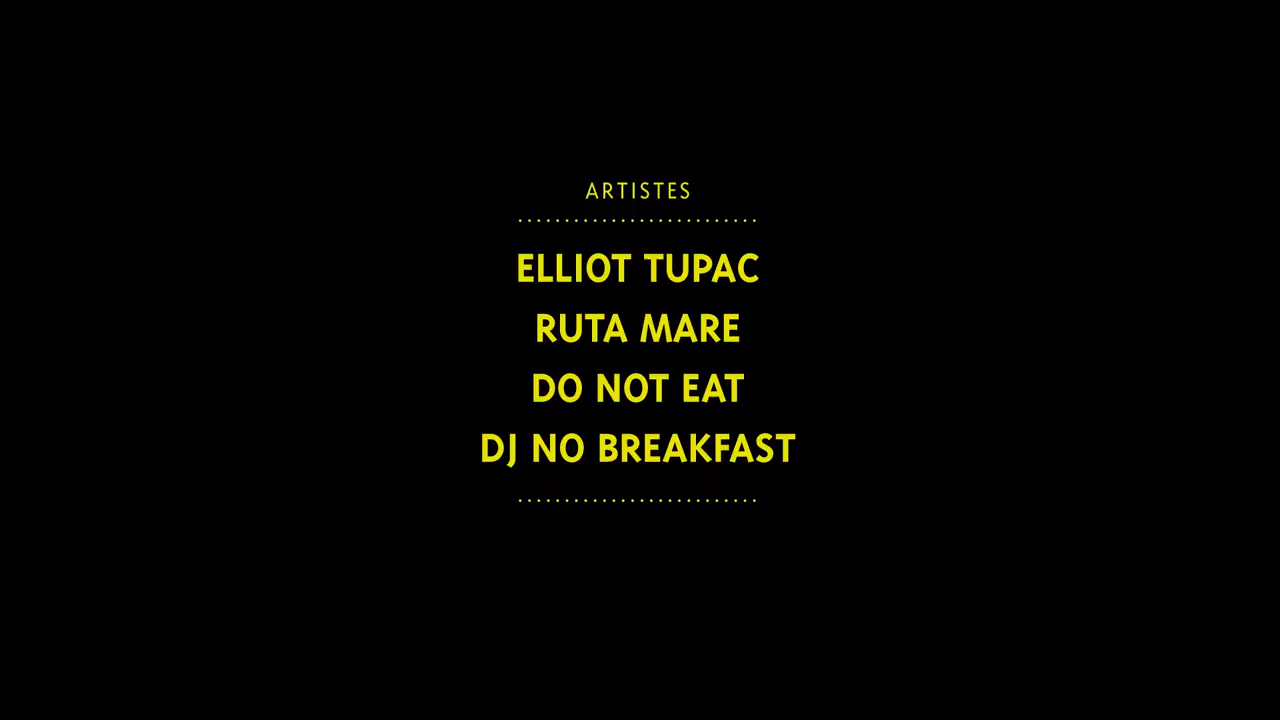 ARTISTES
ELLIOT TUPAC
RUTA MARE
DO NOT EAT
DJ NO BREAKFAST